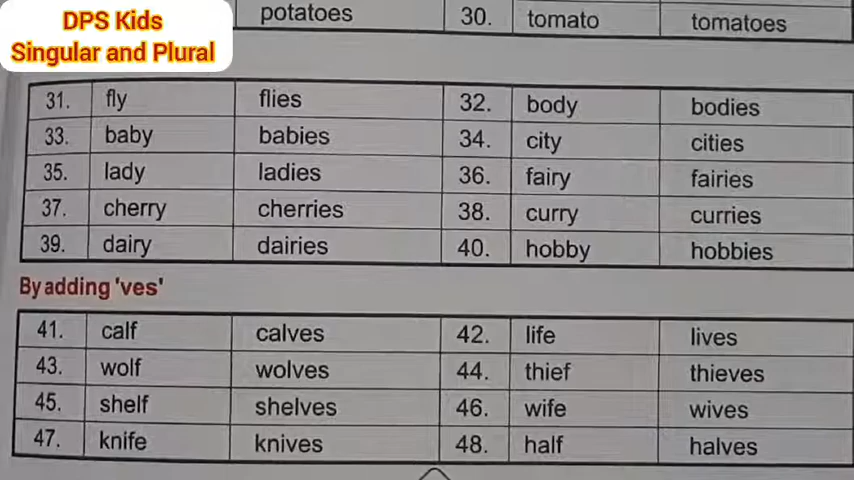 DPS Kids
Singular and Plural
potatoes 30. tomato tomatoes
31. fly flies 32. body bodies
33. baby babies 34. city cities
35. lady ladies 36. fairy fairies
37. cherry cherries 38. curry curries
39. dairy dairies 40. hobby hobbies
By adding 'ves'
41. calf calves 42. life lives
43. wolf wolves 44. thief thieves
45. shelf shelves 46. wife wives
47. knife knives 48. half halves